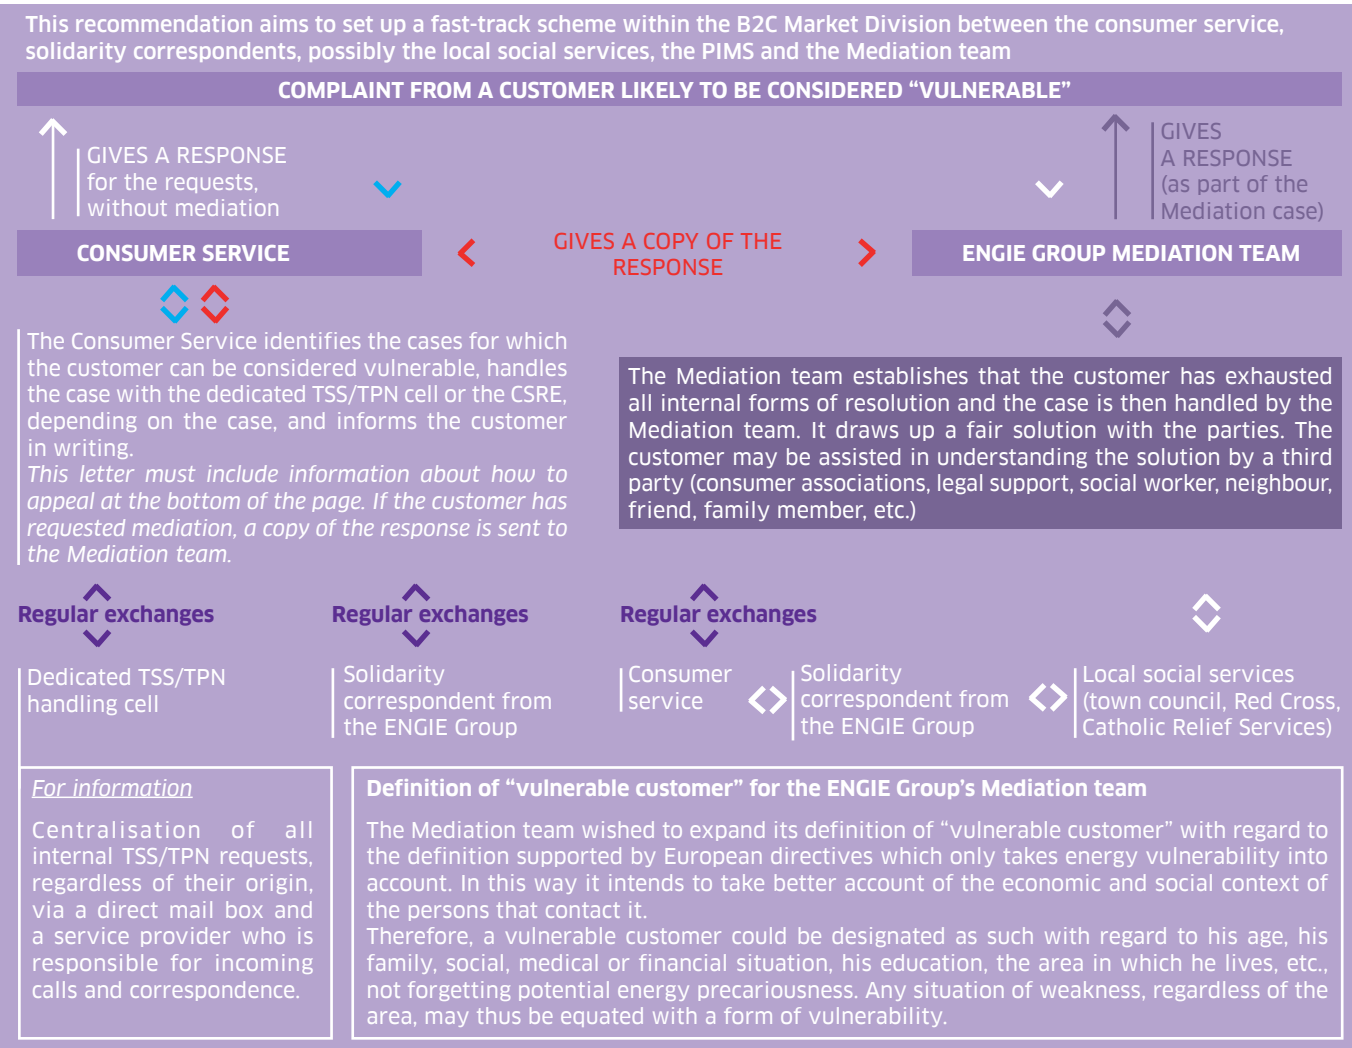 This recommendation aims to set up a fast-track scheme within the B2C Market Division between the consumer service,
solidarity correspondents, possibly the local social services, the PIMS and the Mediation team
COMPLAINT FROM A CUSTOMER LIKELY TO BE CONSIDERED “VULNERABLE”
GIVES A RESPONSE
for the requests,
without mediation
GIVES
A RESPONSE
(as part of the
Mediation case)
CONSUMER SERVICE
GIVES A COPY OF THE
RESPONSE
ENGIE GROUP MEDIATION TEAM
The Consumer Service identifies the cases for which
the customer can be considered vulnerable, handles
the case with the dedicated TSS/TPN cell or the CSRE,
depending on the case, and informs the customer
in writing.
This letter must include information about how to
appeal at the bottom of the page. If the customer has
requested mediation, a copy of the response is sent to
the Mediation team.
The Mediation team establishes that the customer has exhausted
all internal forms of resolution and the case is then handled by the
Mediation team. It draws up a fair solution with the parties. The
customer may be assisted in understanding the solution by a third
party (consumer associations, legal support, social worker, neighbour,
friend, family member, etc.)
Regular exchanges
Regular exchanges
Regular exchanges
Dedicated TSS/TPN
handling cell
Solidarity
correspondent from
the ENGIE Group
Consumer
service
Solidarity
correspondent from
the ENGIE Group
Local social services
(town council, Red Cross,
Catholic Relief Services)
For information
Centralisation of all
internal TSS/TPN requests,
regardless of their origin,
via a direct mail box and
a service provider who is
responsible for incoming
calls and correspondence.
Definition of “vulnerable customer” for the ENGIE Group’s Mediation team
The Mediation team wished to expand its definition of “vulnerable customer” with regard to
the definition supported by European directives which only takes energy vulnerability into
account. In this way it intends to take better account of the economic and social context of
the persons that contact it.
Therefore, a vulnerable customer could be designated as such with regard to his age, his
family, social, medical or financial situation, his education, the area in which he lives, etc.,
not forgetting potential energy precariousness. Any situation of weakness, regardless of the
area, may thus be equated with a form of vulnerability.